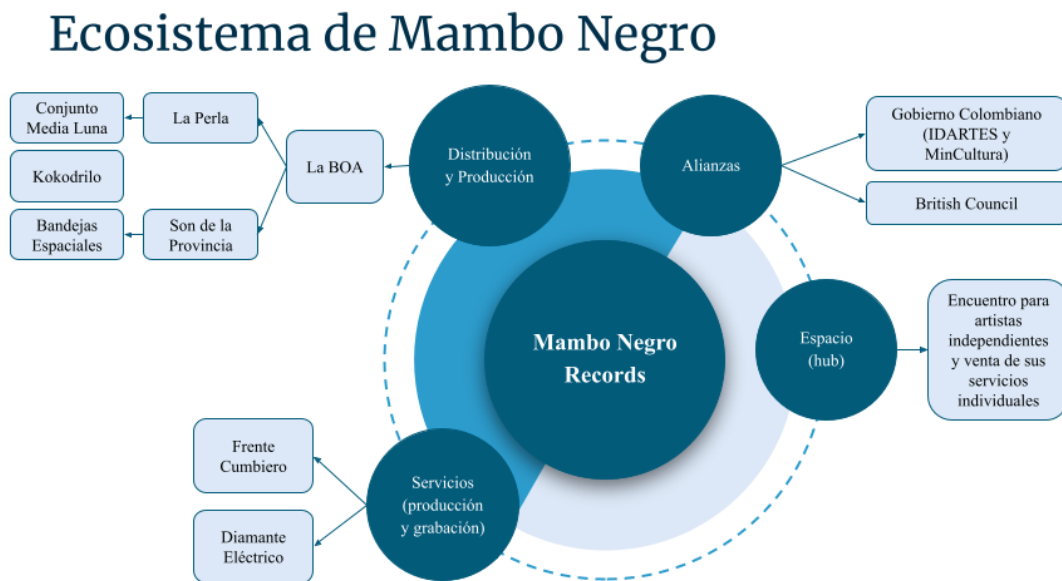 Ecosistema de Mambo Negro
Conjunto
Media Luna
La Perla
Kokodrilo
La BOA
Bandejas
Espaciales
Son de la
Provincia
Distribución
y Producción
Alianzas
Gobierno Colombiano
(IDARTES y
MinCultura)
British Council
Mambo Negro
Records
Espacio
(hub)
Encuentro para
artistas
independientes
y venta de sus
servicios
individuales
Frente
Cumbiero
Diamante
Eléctrico
Servicios
(producción
y grabación)